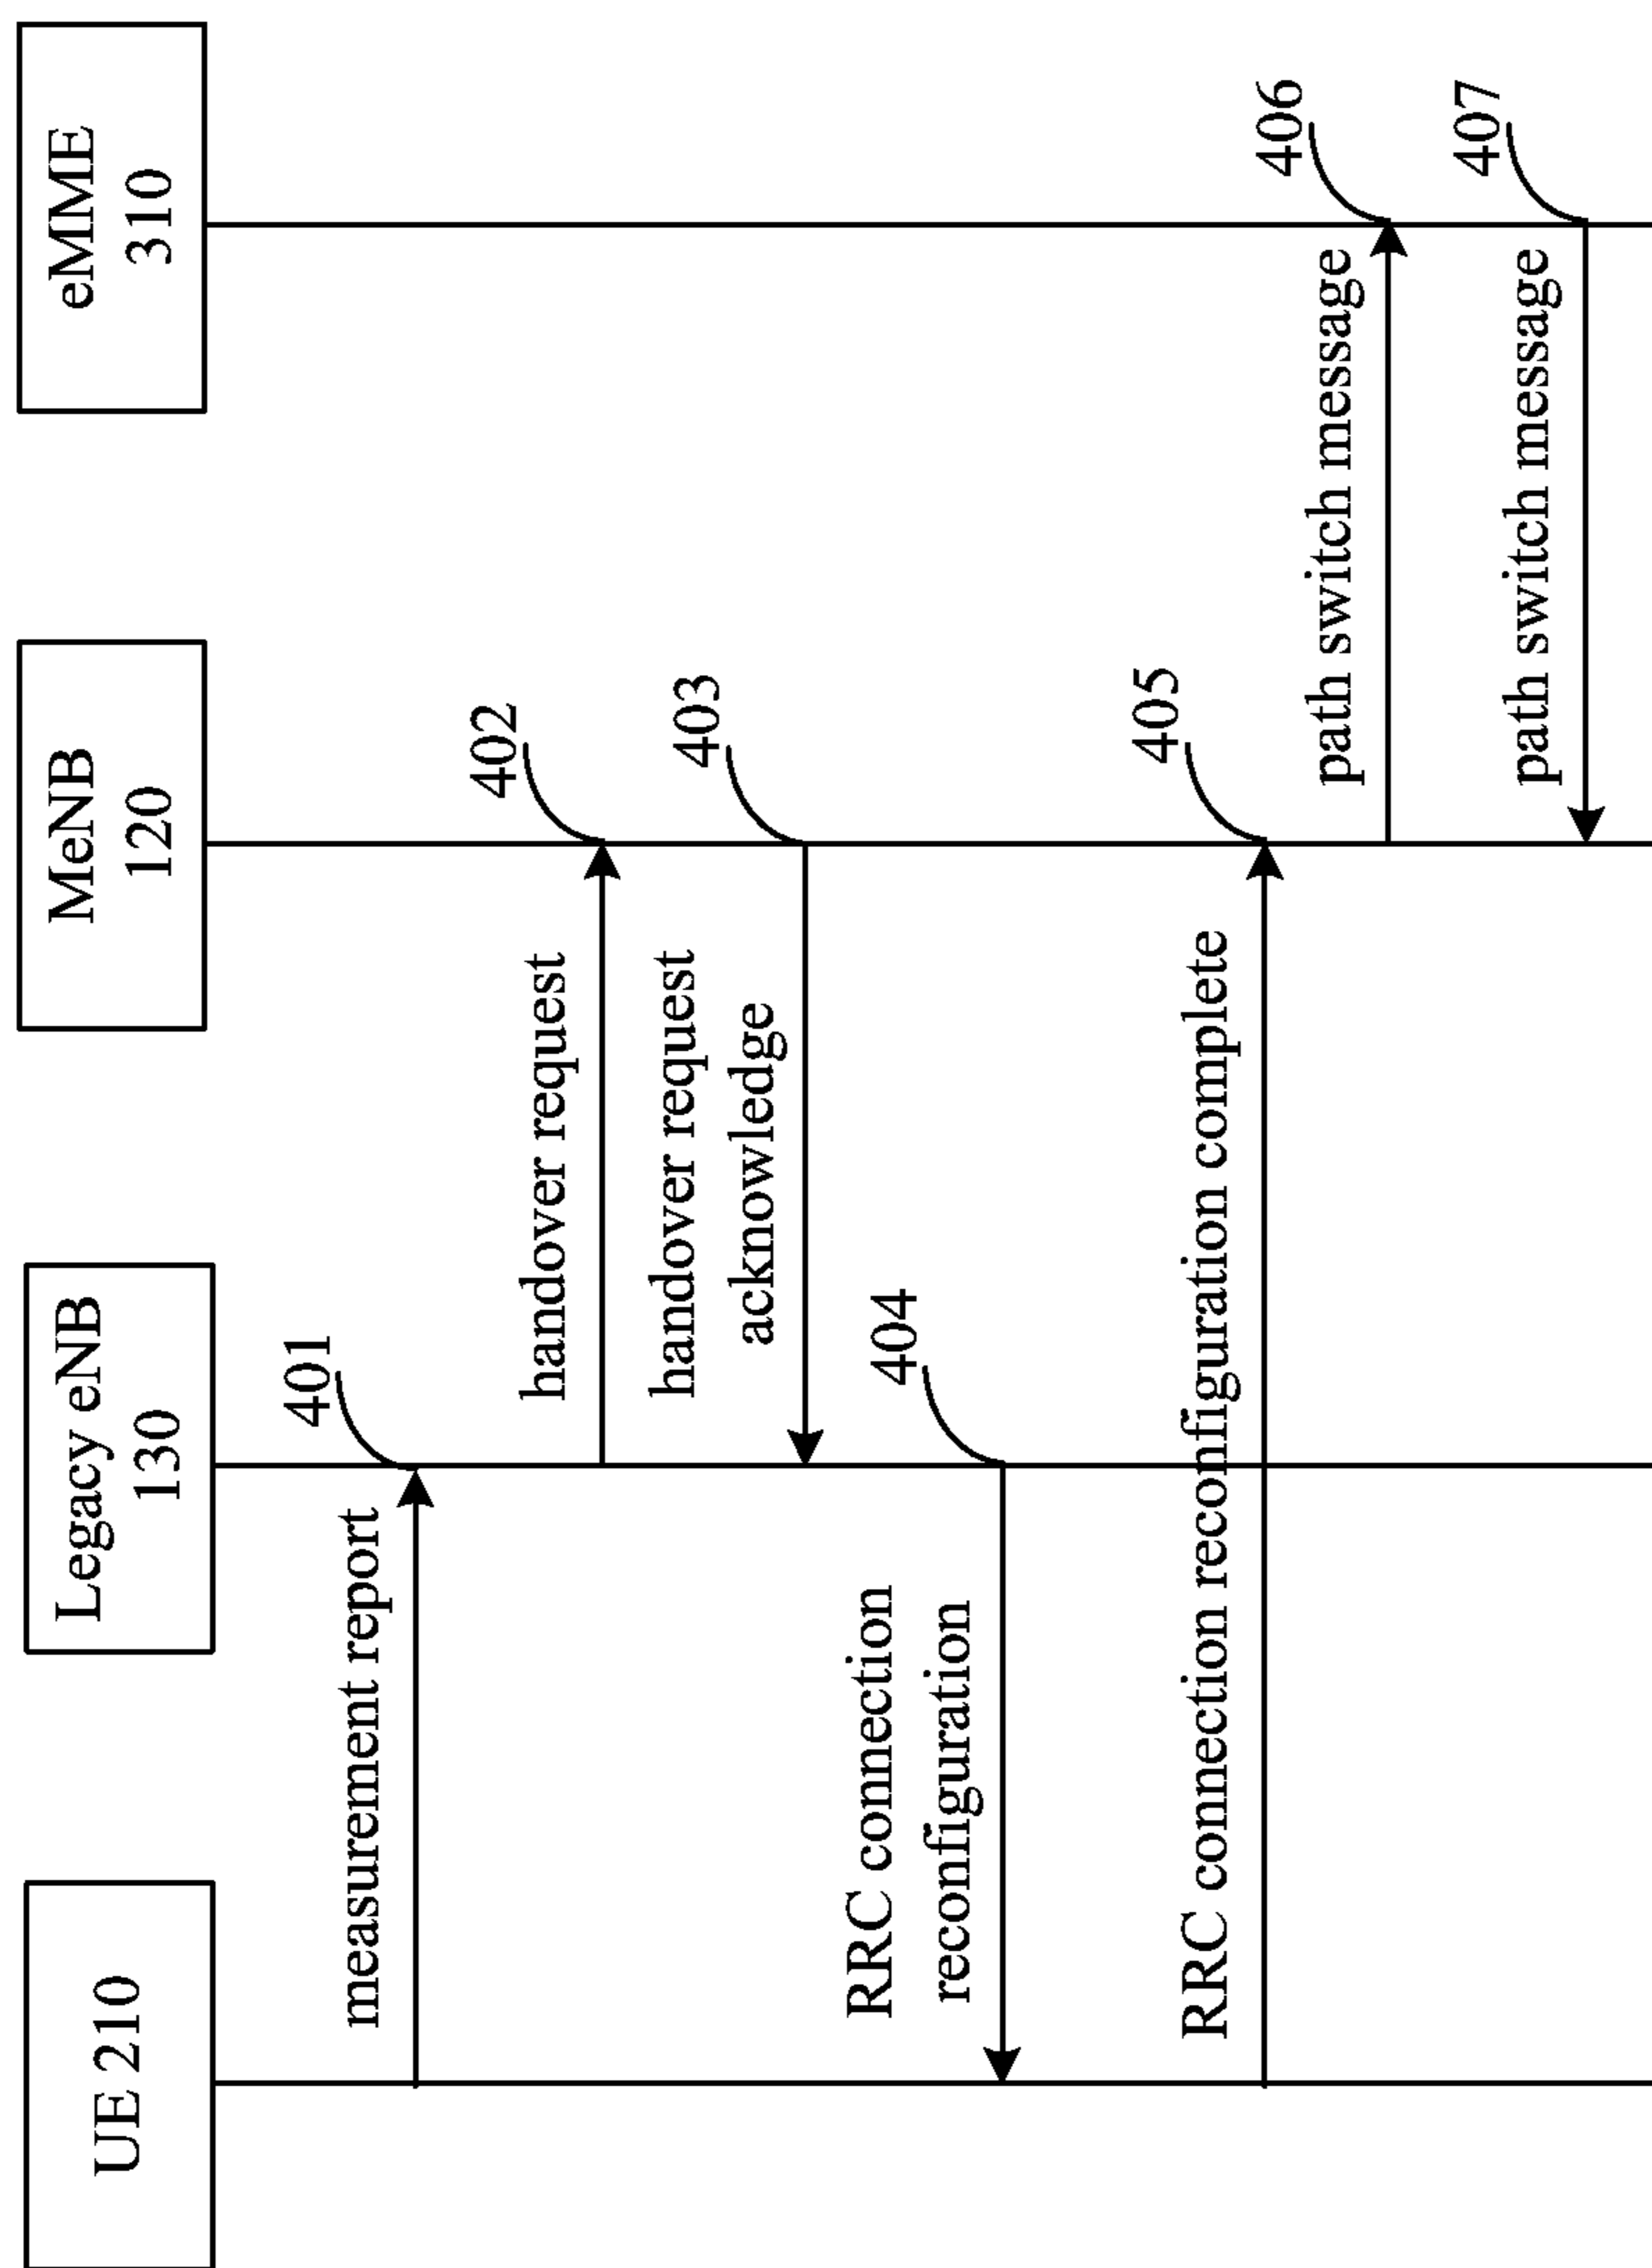 UE 210
Legacy eNB
130
MeNB
120
eMME
310
401
measurement report
402
handover request
403
handover request
acknowledge
404
RRC connection
reconfiguration
405
RRC connection reconfiguration complete
406
path switch message
407
path switch message